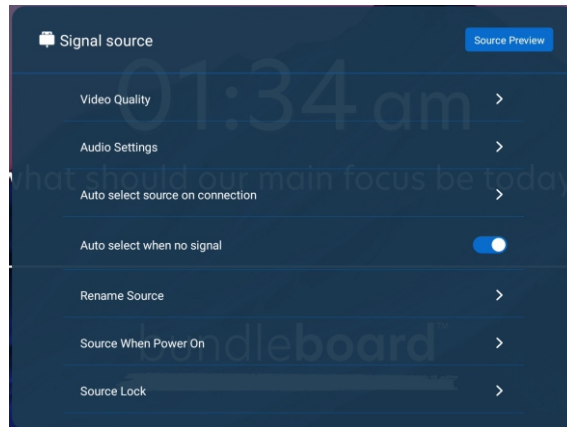 Signal source
Source Preview
01:34 am
Video Quality
Audio Settings
what should our main focus be today
Auto select source on connection
Auto select when no signal
Rename Source
Source When Power On
bundleboard™
Source Lock